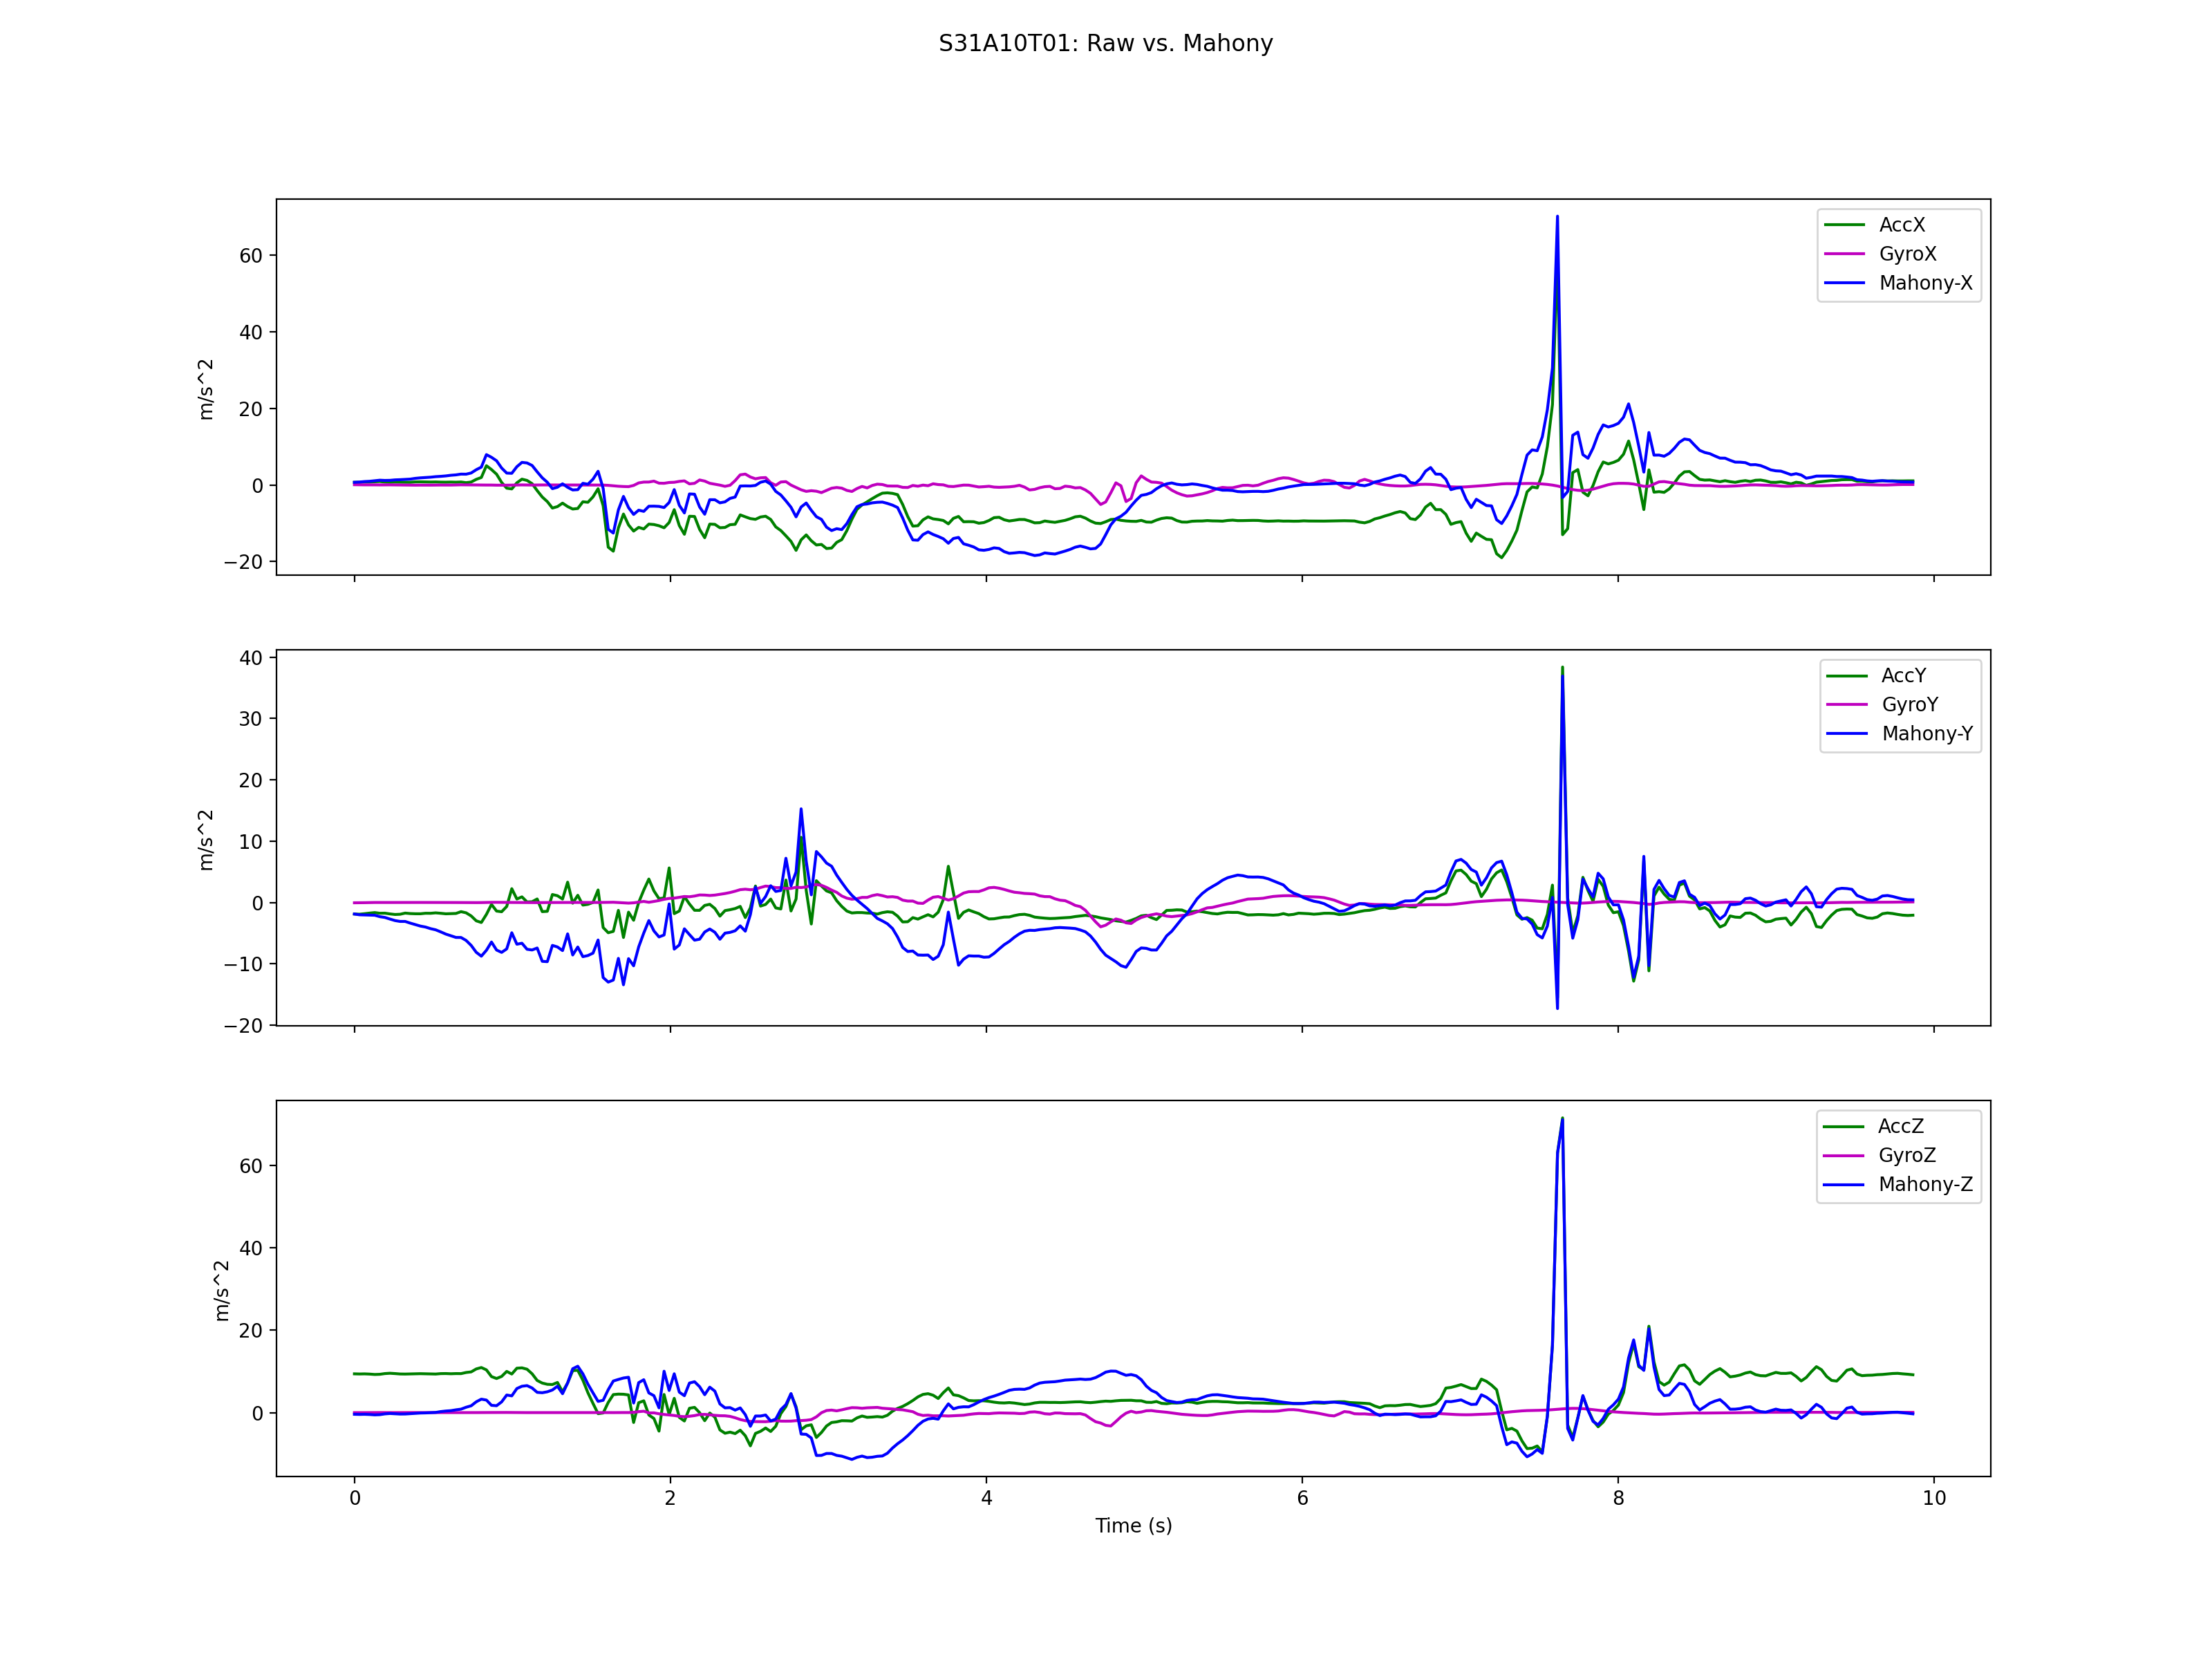 S31A10T01: Raw vs. Mahony
AccX
GyroX
Mahony-X
60
40
20
0
−20
m/s^2
AccY
GyroY
Mahony-Y
40
30
20
10
0
−10
−20
m/s^2
AccZ
GyroZ
Mahony-Z
60
40
20
0
m/s^2
0 2 4 6 8 10
Time (s)